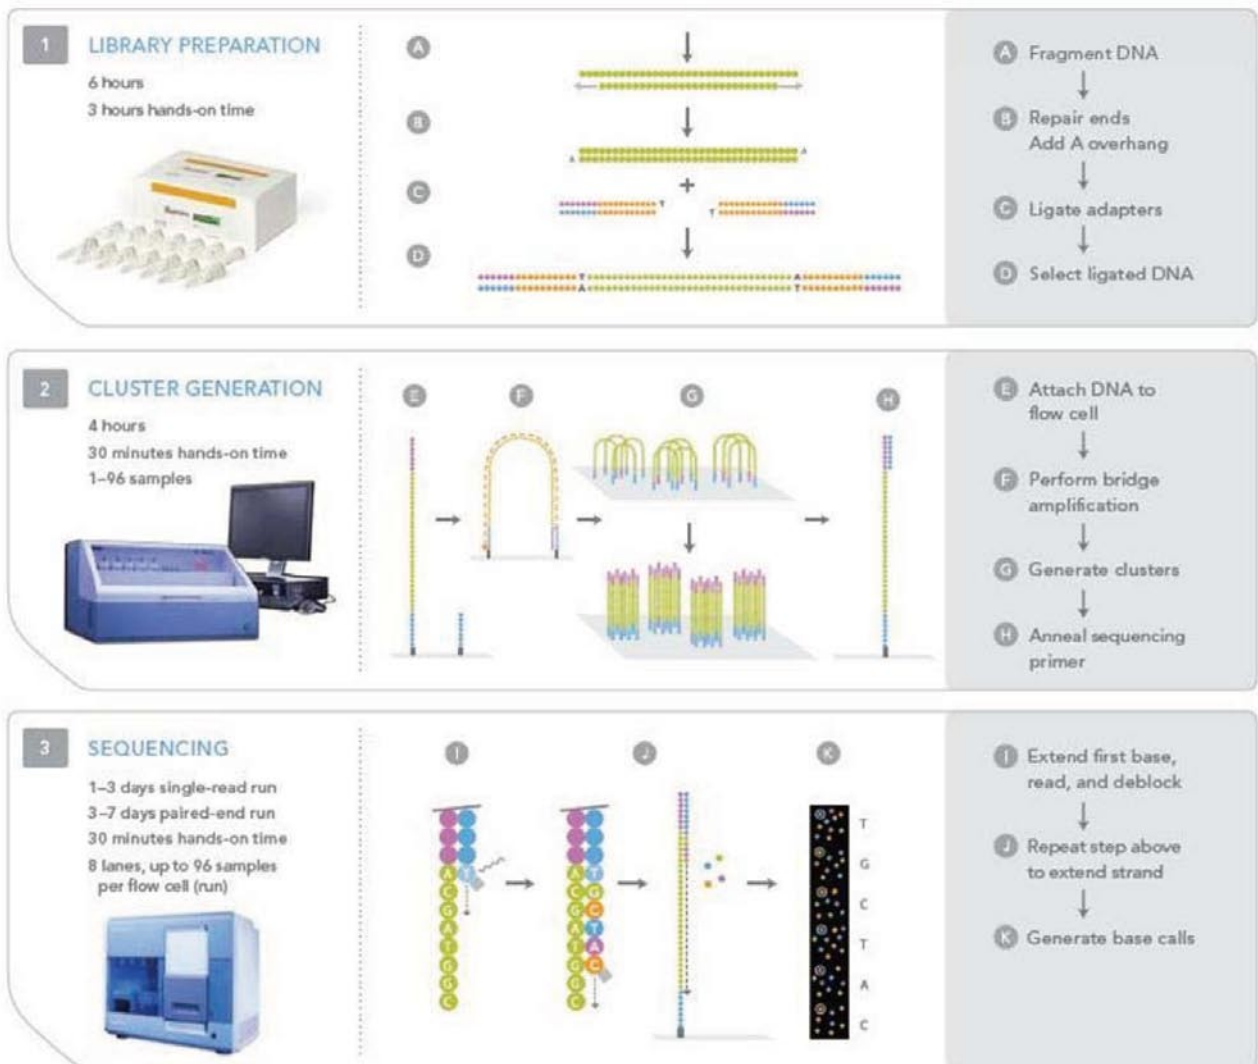 1
LIBRARY PREPARATION
6 hours
3 hours hands-on time
A
B
A
A
C
T
T
D
T
A
A
T
A Fragment DNA
B Repair ends
Add A overhang
C Ligate adapters
D Select ligated DNA
2
CLUSTER GENERATION
4 hours
30 minutes hands-on time
1–96 samples
E
F
G
H
E Attach DNA to
flow cell
F Perform bridge
amplification
G Generate clusters
H Anneal sequencing
primer
3
SEQUENCING
1–3 days single-read run
3–7 days paired-end run
30 minutes hands-on time
8 lanes, up to 96 samples
per flow cell (run)
I
J
K
A T
C
G
A
T
G
G
C
A T
C G
G C
A T
T A
G C
G
C
T
G
C
T
A
C
I Extend first base,
read, and deblock
J Repeat step above
to extend strand
K Generate base calls